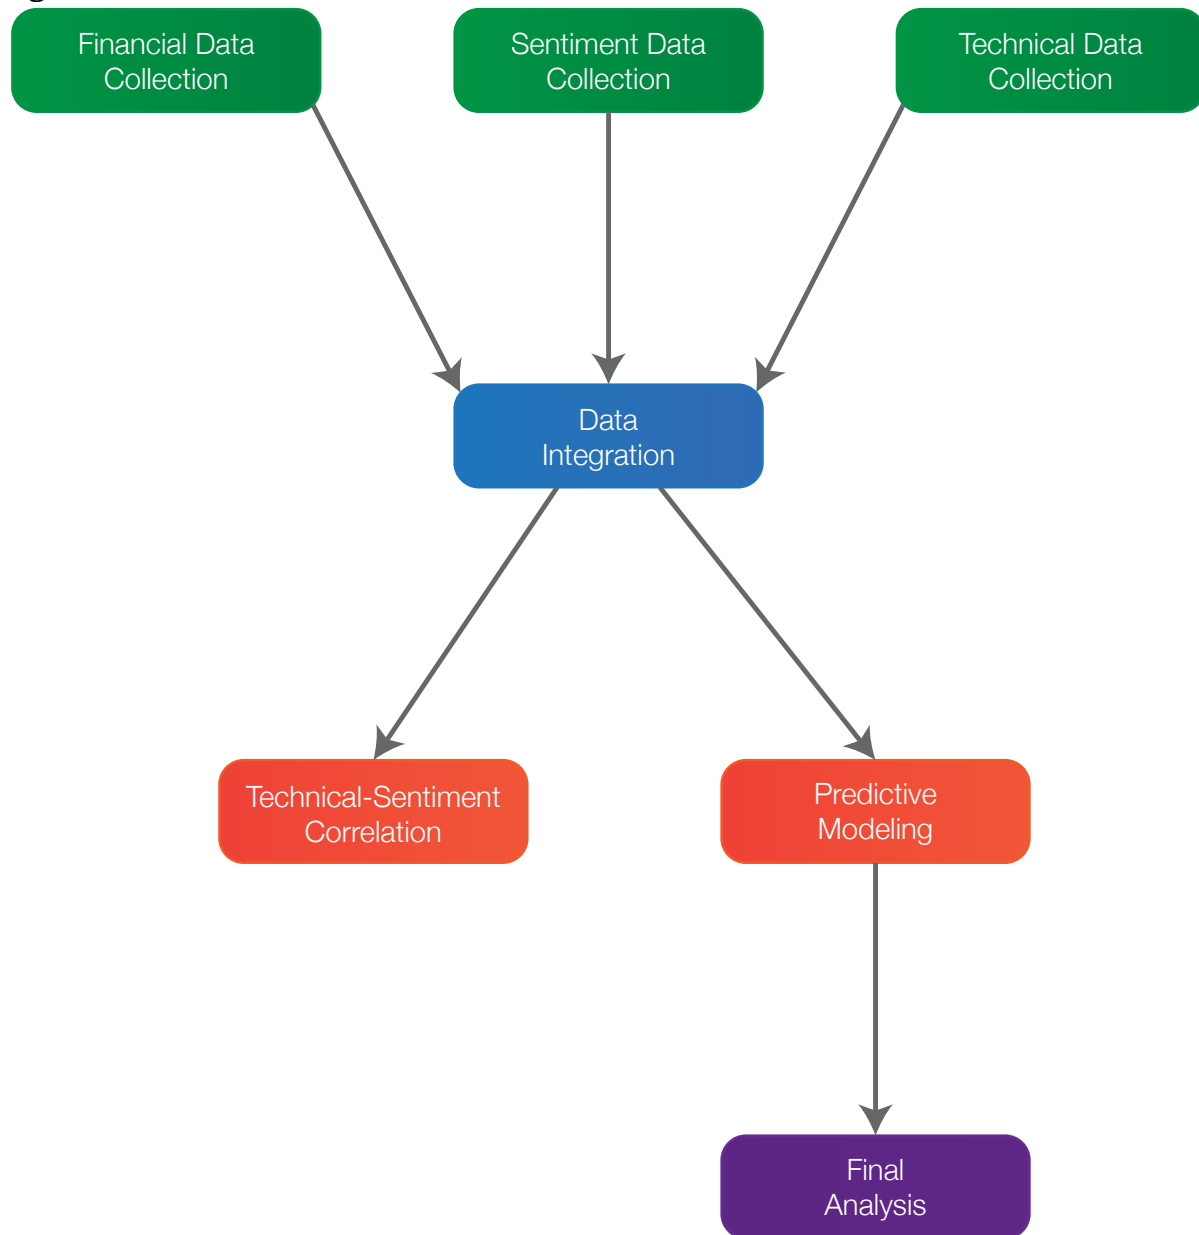 Financial Data
Collection
Sentiment Data
Collection
Technical Data
Collection
Data
Integration
Technical-Sentiment
Correlation
Predictive
Modeling
Final
Analysis